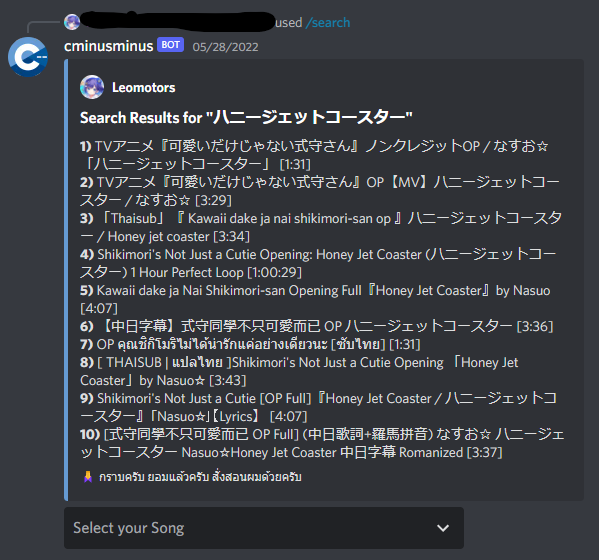 used /search
cminusminus BOT 05/28/2022
Leomotors
Search Results for "ハニージェットコースター"
1) TVアニメ『可愛いだけじゃない式守さん』ノンクレジットOP / なすお☆
「ハニージェットコースター」 [1:31]
2) TVアニメ『可愛いだけじゃない式守さん』OP【MV】ハニージェットコー
スター / なすお☆ [3:29]
3) 「Thaisub」『 Kawaii dake ja nai shikimori-san op 』ハニージェットコースタ
ー / Honey jet coaster [3:34]
4) Shikimori's Not Just a Cutie Opening: Honey Jet Coaster (ハニージェットコー
スター) 1 Hour Perfect Loop [1:00:29]
5) Kawaii dake ja Nai Shikimori-san Opening Full『Honey Jet Coaster』by Nasuo
[4:07]
6) 【中日字幕】式守同學不只可愛而已 OP ハニージェットコースター [3:36]
7) OP คุณชิกิโมริไม่ได้น่ารักแค่อย่างเดียวนะ [ซับไทย] [1:31]
8) [ THAISUB | แปลไทย ]Shikimori's Not Just a Cutie Opening 「Honey Jet
Coaster」by Nasuo☆ [3:43]
9) Shikimori's Not Just a Cutie [OP Full]『Honey Jet Coaster / ハニージェットコ
ースター』「Nasuo☆」【Lyrics】 [4:07]
10) [式守同學不只可愛而已 OP Full] (中日歌詞+羅馬拼音) なすお☆ ハニージェ
ットコースター Nasuo☆Honey Jet Coaster 中日字幕 Romanized [3:37]
กราบครับ ยอมแล้วครับ สั่งสอนผมด้วยครับ
Select your Song